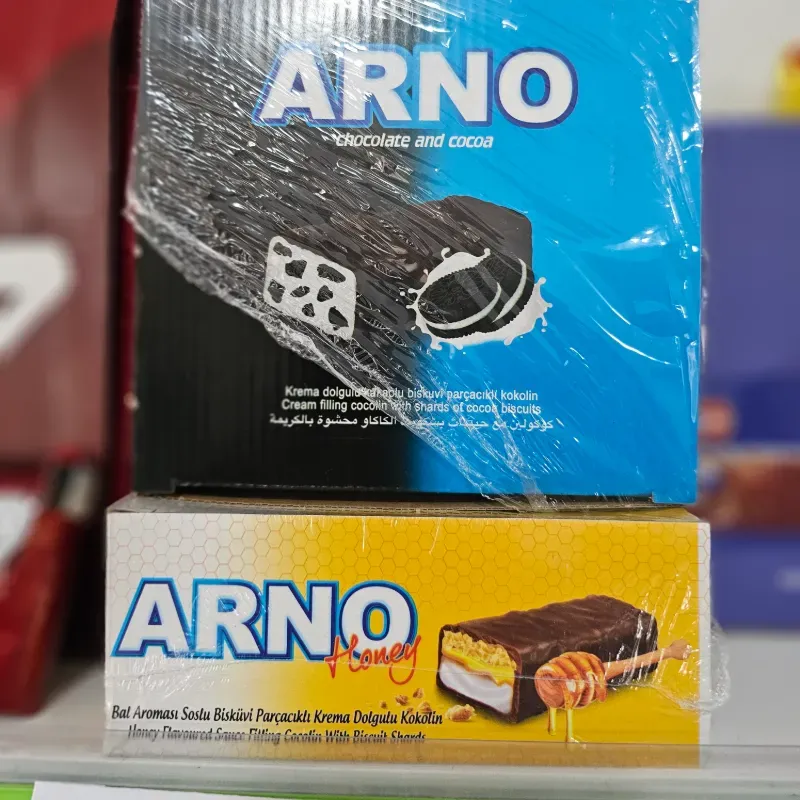 ARNO
chocolate and cocoa
Krema dolgulu kakaolu bisküvi parçacıklı kokolin
Cream filling cocolin with shards of cocoa biscuits
كوكولين مع حبيبات بسكويت الكاكاو محشوة بالكريمة
ARNO
Honey
Bal Aroması Soslu Bisküvi Parçacıklı Krema Dolgulu Kokolin
Honey Flavoured Sauce Filling Cocolin With Biscuit Shards